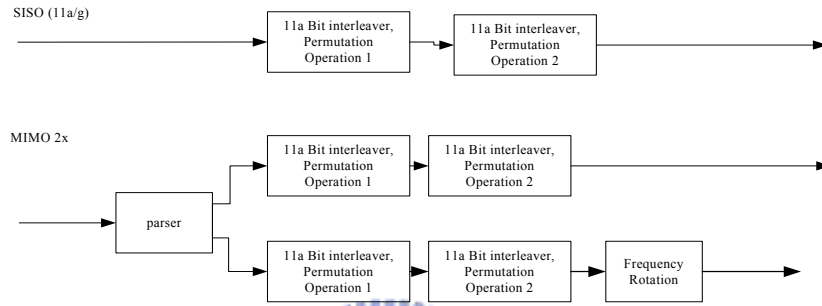 SISO (11a/g)
11a Bit interleaver,
Permutation
Operation 1
11a Bit interleaver,
Permutation
Operation 2
MIMO 2x
parser
11a Bit interleaver,
Permutation
Operation 1
11a Bit interleaver,
Permutation
Operation 2
11a Bit interleaver,
Permutation
Operation 1
11a Bit interleaver,
Permutation
Operation 2
Frequency
Rotation